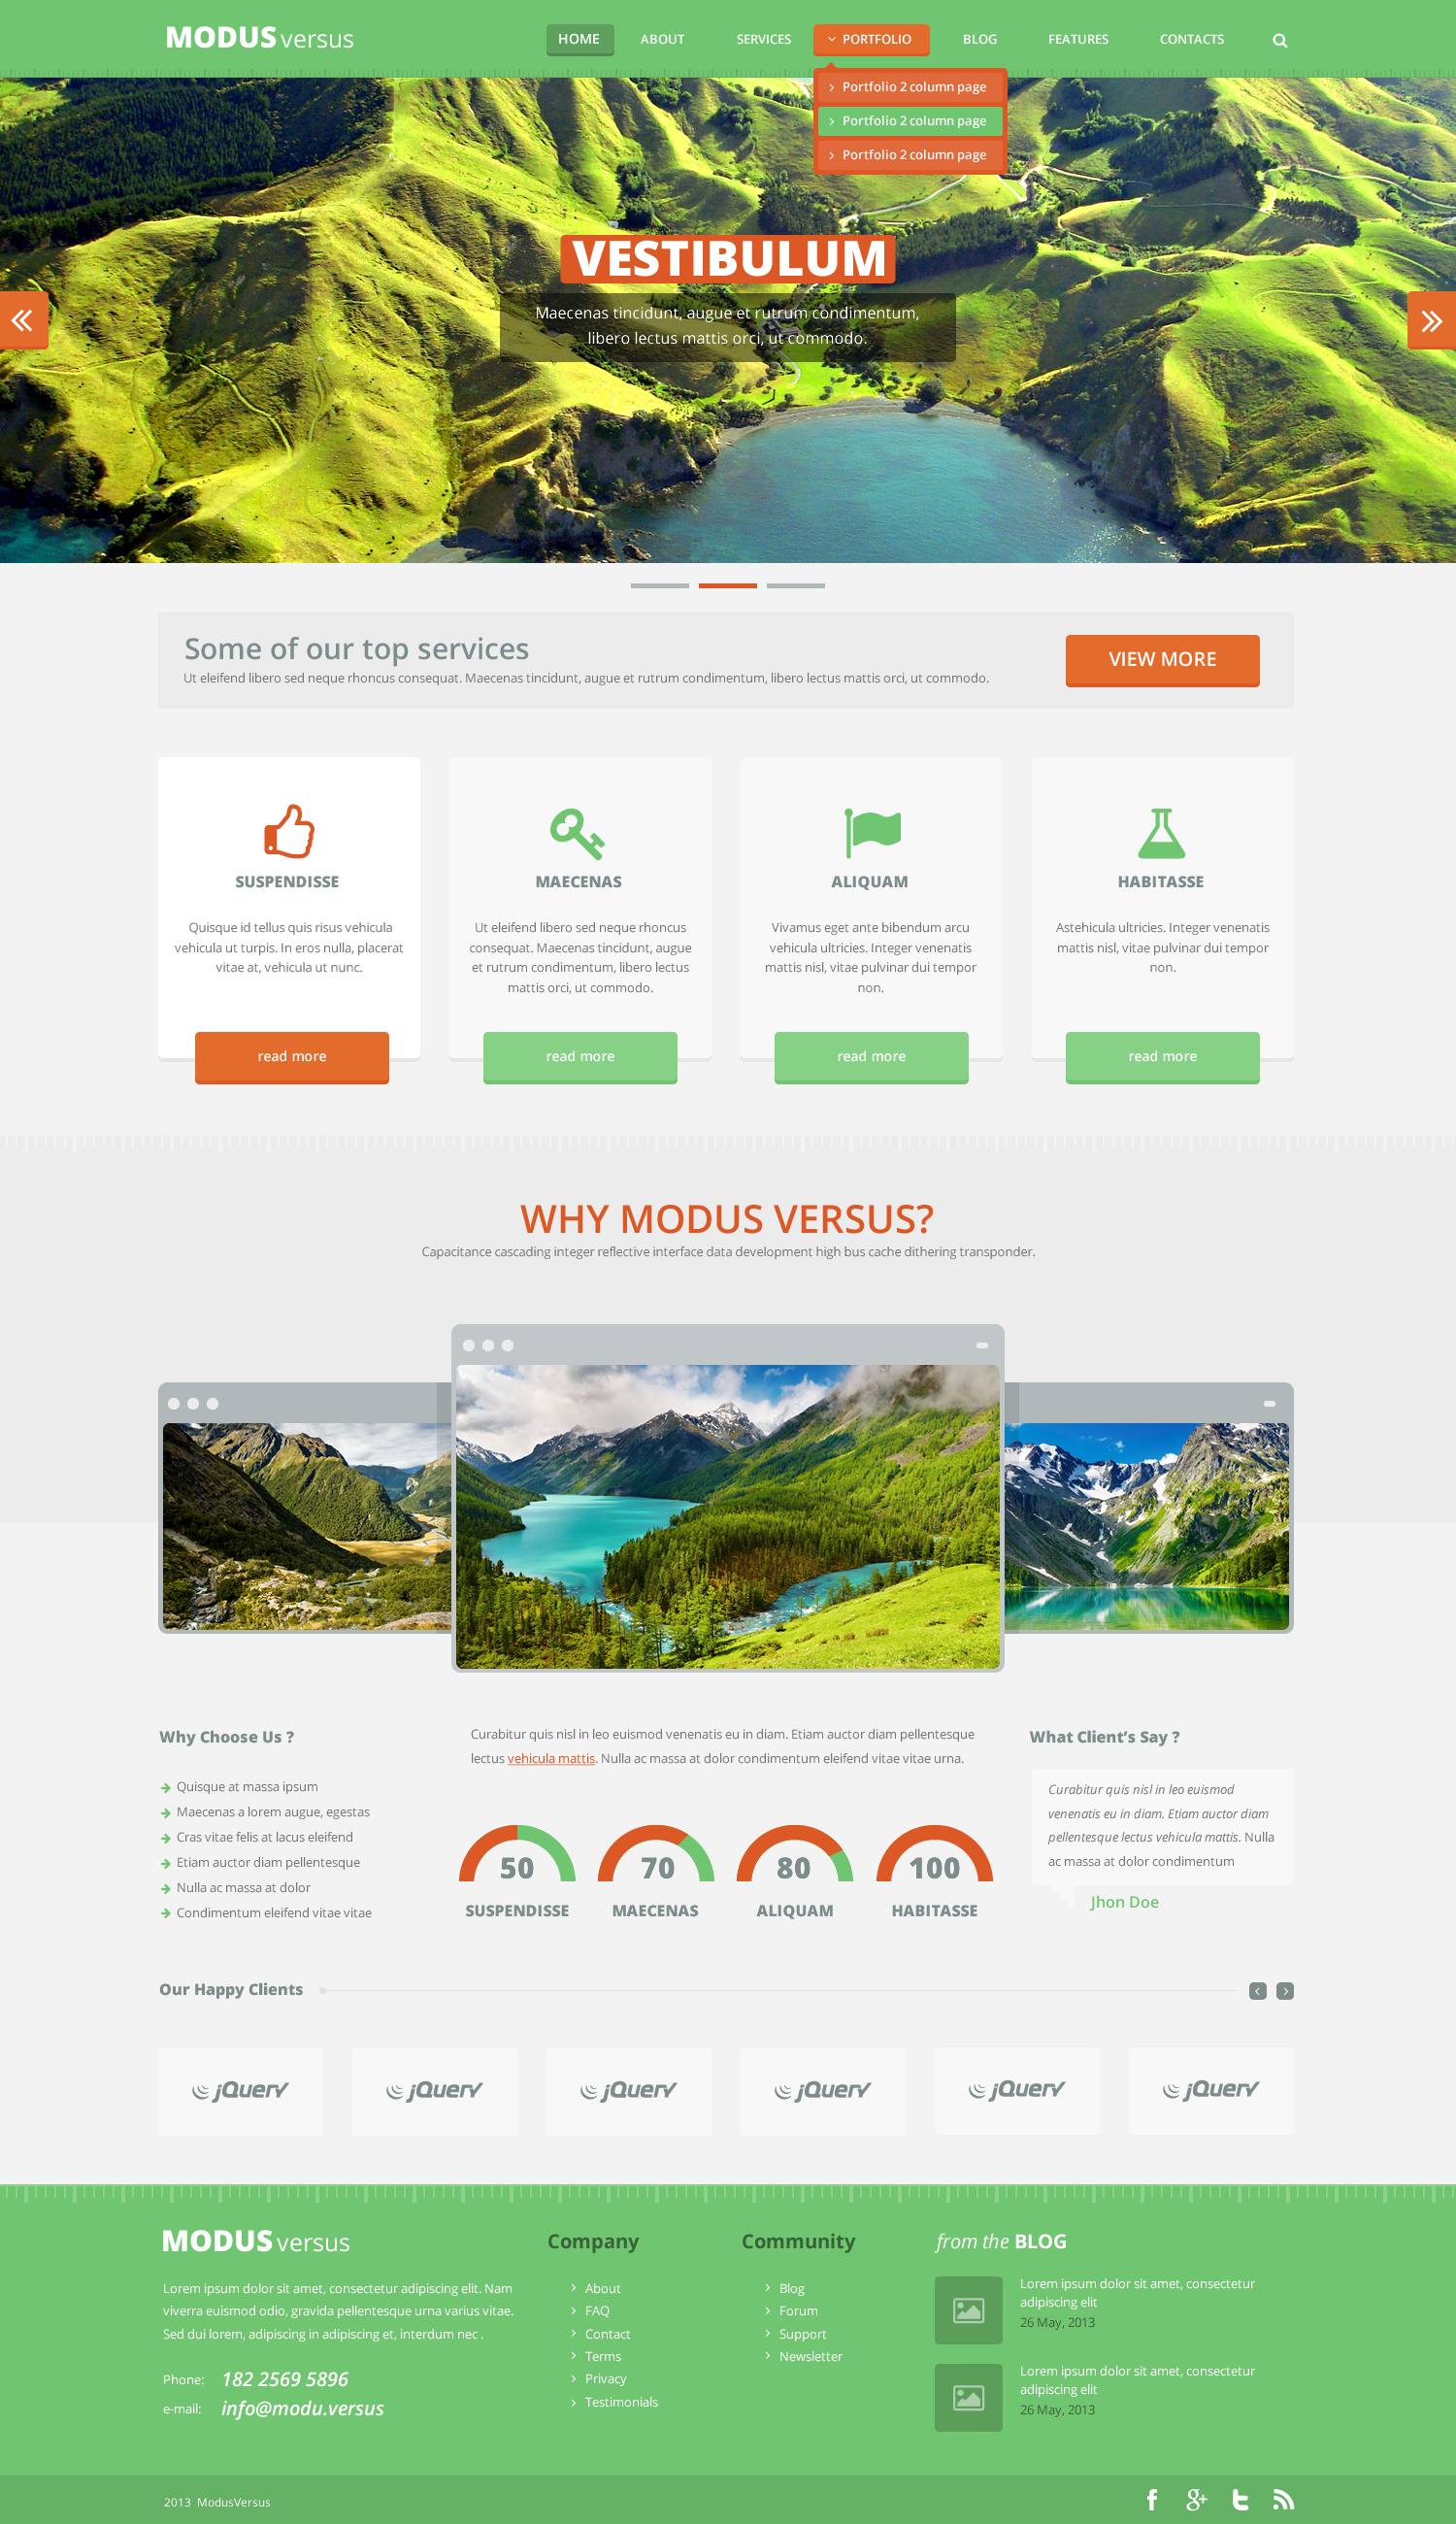 MODUS versus
HOME ABOUT SERVICES PORTFOLIO BLOG FEATURES CONTACTS
Portfolio 2 column page
Portfolio 2 column page
Portfolio 2 column page
VESTIBULUM
Maecenas tincidunt, augue et rutrum condimentum,
libero lectus mattis orci, ut commodo.
Some of our top services
Ut eleifend libero sed neque rhoncus consequat. Maecenas tincidunt, augue et rutrum condimentum, libero lectus mattis orci, ut commodo.
VIEW MORE
SUSPENDISSE
Quisque id tellus quis risus vehicula
vehicula ut turpis. In eros nulla, placerat
vitae at, vehicula ut nunc.
read more
MAECENAS
Ut eleifend libero sed neque rhoncus
consequat. Maecenas tincidunt, augue
et rutrum condimentum, libero lectus
mattis orci, ut commodo.
read more
ALIQUAM
Vivamus eget ante bibendum arcu
vehicula ultricies. Integer venenatis
mattis nisl, vitae pulvinar dui tempor
non.
read more
HABITASSE
Astehicula ultricies. Integer venenatis
mattis nisl, vitae pulvinar dui tempor
non.
read more
WHY MODUS VERSUS?
Capacitance cascading integer reflective interface data development high bus cache dithering transponder.
Why Choose Us ?
Quisque at massa ipsum
Maecenas a lorem augue, egestas
Cras vitae felis at lacus eleifend
Etiam auctor diam pellentesque
Nulla ac massa at dolor
Condimentum eleifend vitae vitae
Curabitur quis nisl in leo euismod venenatis eu in diam. Etiam auctor diam pellentesque
lectus vehicula mattis. Nulla ac massa at dolor condimentum eleifend vitae vitae urna.
50 70 80 100
SUSPENDISSE MAECENAS ALIQUAM HABITASSE
What Client’s Say ?
Curabitur quis nisl in leo euismod
venenatis eu in diam. Etiam auctor diam
pellentesque lectus vehicula mattis. Nulla
ac massa at dolor condimentum
Jhon Doe
Our Happy Clients
jQuery jQuery jQuery jQuery jQuery jQuery
MODUS versus
Lorem ipsum dolor sit amet, consectetur adipiscing elit. Nam
viverra euismod odio, gravida pellentesque urna varius vitae.
Sed dui lorem, adipiscing in adipiscing et, interdum nec .
Phone: 182 2569 5896
e-mail: info@modu.versus
Company
About
FAQ
Contact
Terms
Privacy
Testimonials
Community
Blog
Forum
Support
Newsletter
from the BLOG
Lorem ipsum dolor sit amet, consectetur
adipiscing elit
26 May, 2013
Lorem ipsum dolor sit amet, consectetur
adipiscing elit
26 May, 2013
2013 ModusVersus